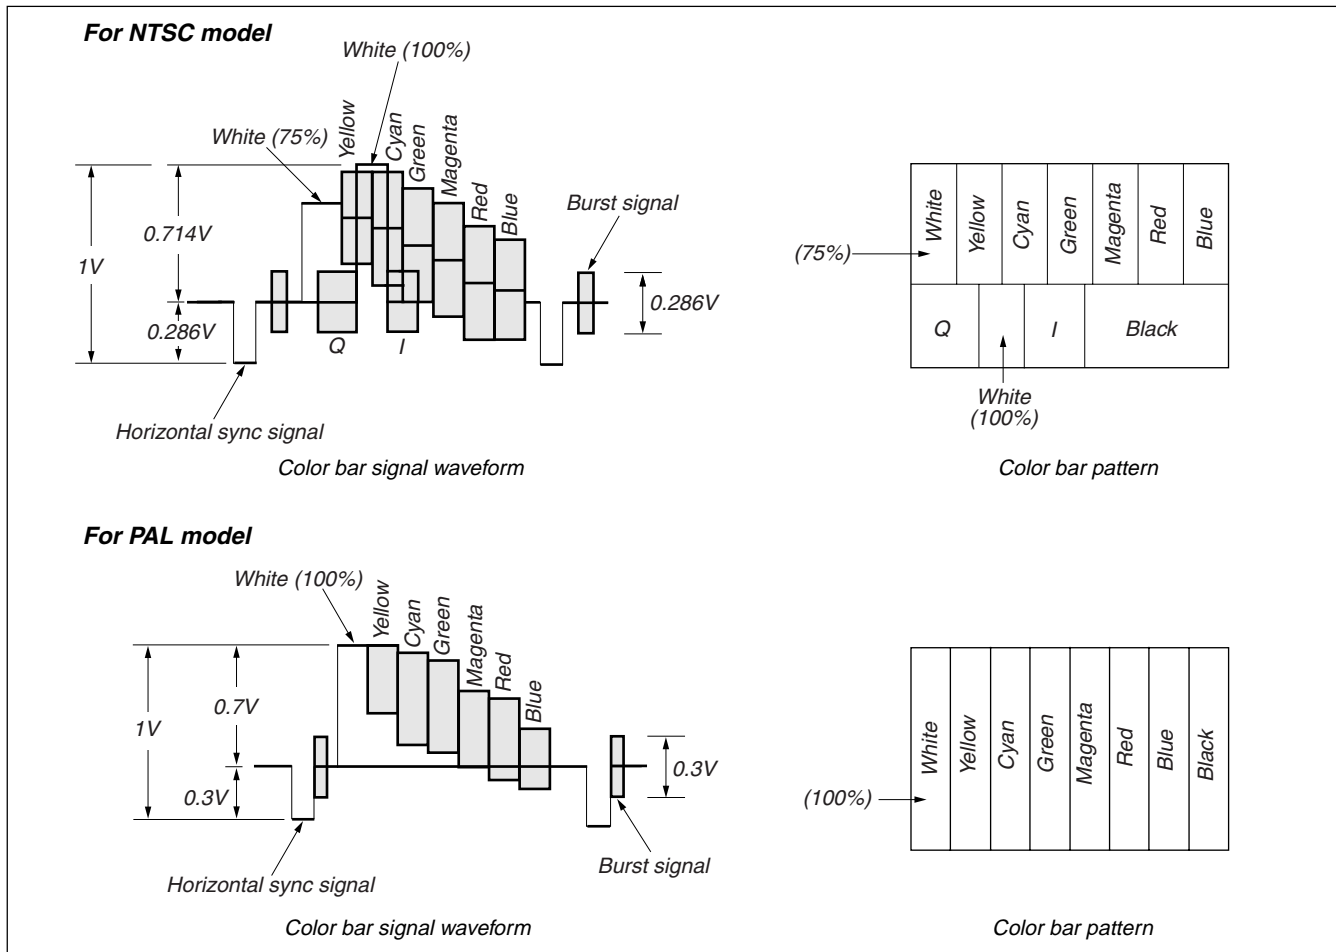 For NTSC model
White (100%)
White (75%)
Yellow
Cyan
Green
Magenta
Red
Blue
Burst signal
1V
0.714V
0.286V
0.286V
Q
I
Horizontal sync signal
Color bar signal waveform
(75%)
White
Yellow
Cyan
Green
Magenta
Red
Blue
Q
I
Black
White
(100%)
Color bar pattern
For PAL model
White (100%)
Yellow
Cyan
Green
Magenta
Red
Blue
1V
0.7V
0.3V
0.3V
Burst signal
Horizontal sync signal
Color bar signal waveform
(100%)
White
Yellow
Cyan
Green
Magenta
Red
Blue
Black
Color bar pattern